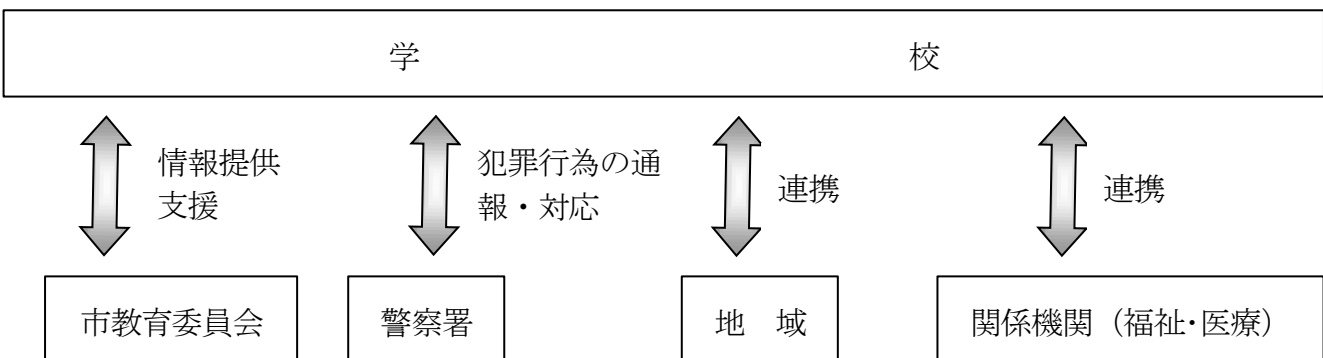 学　校
情報提供
支援
犯罪行為の通
報・対応
連携
連携
市教育委員会
警察署
地　域
関係機関（福祉・医療）